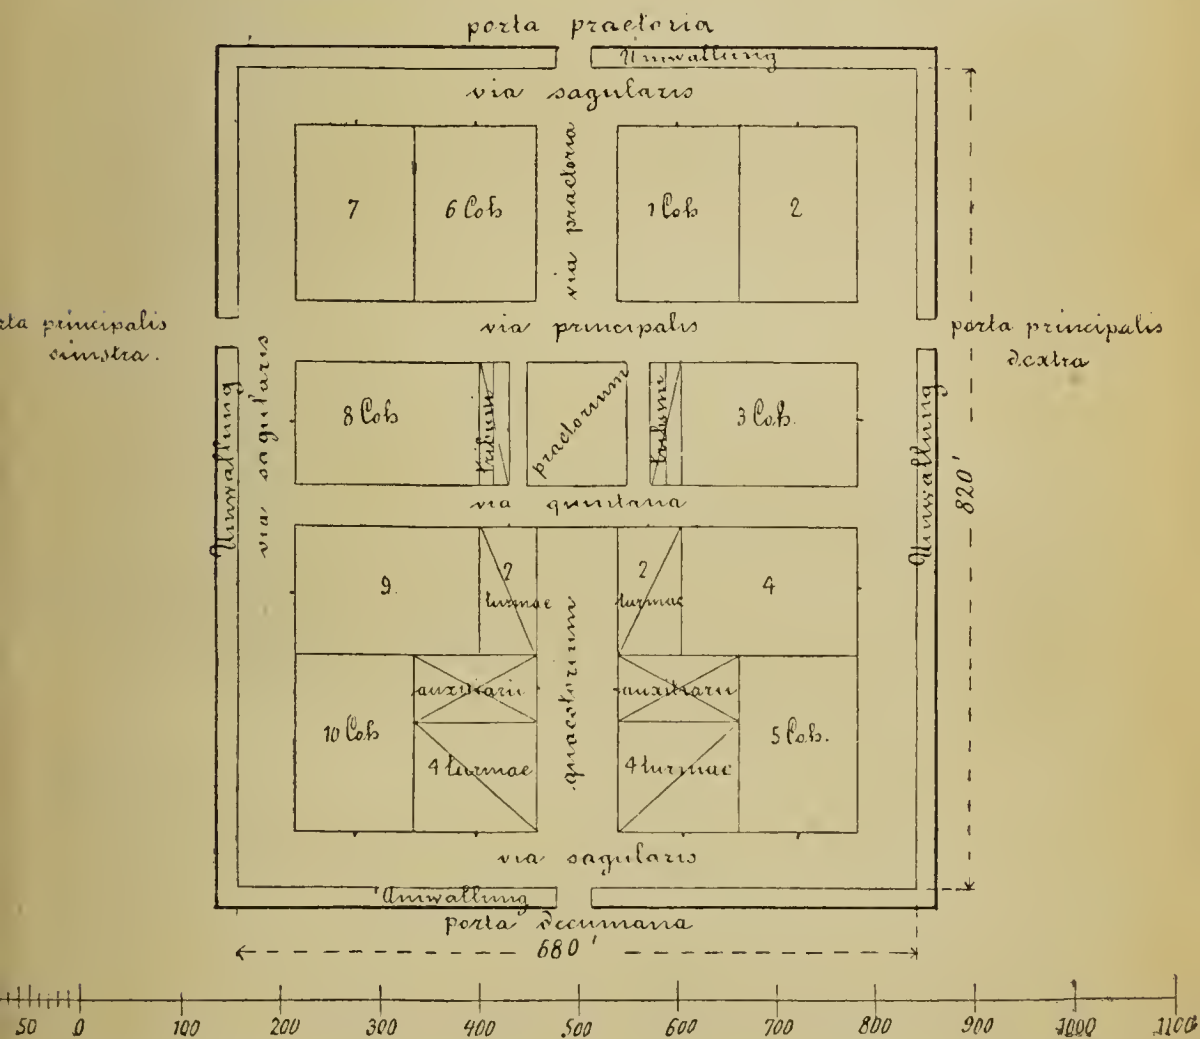 porta praetoria
Umwallung
via sagularis
via praetoria
7
6 Coh
1 Coh
2
rta principalis
sinistra.
via principalis
porta principalis
dextra
Umwallung
via sagularis
8 Coh
tribuni
praetorium
tribuni
3 Coh.
Umwallung
820'
via quintana
9.
2
turmae
2
turmae
4
quaestorium
auxiliarii
auxiliarii
10 Coh
4 turmae
4 turmae
5 Coh.
via sagularis
Umwallung
porta decumana
680'
50 0 100 200 300 400 500 600 700 800 900 1000 1100